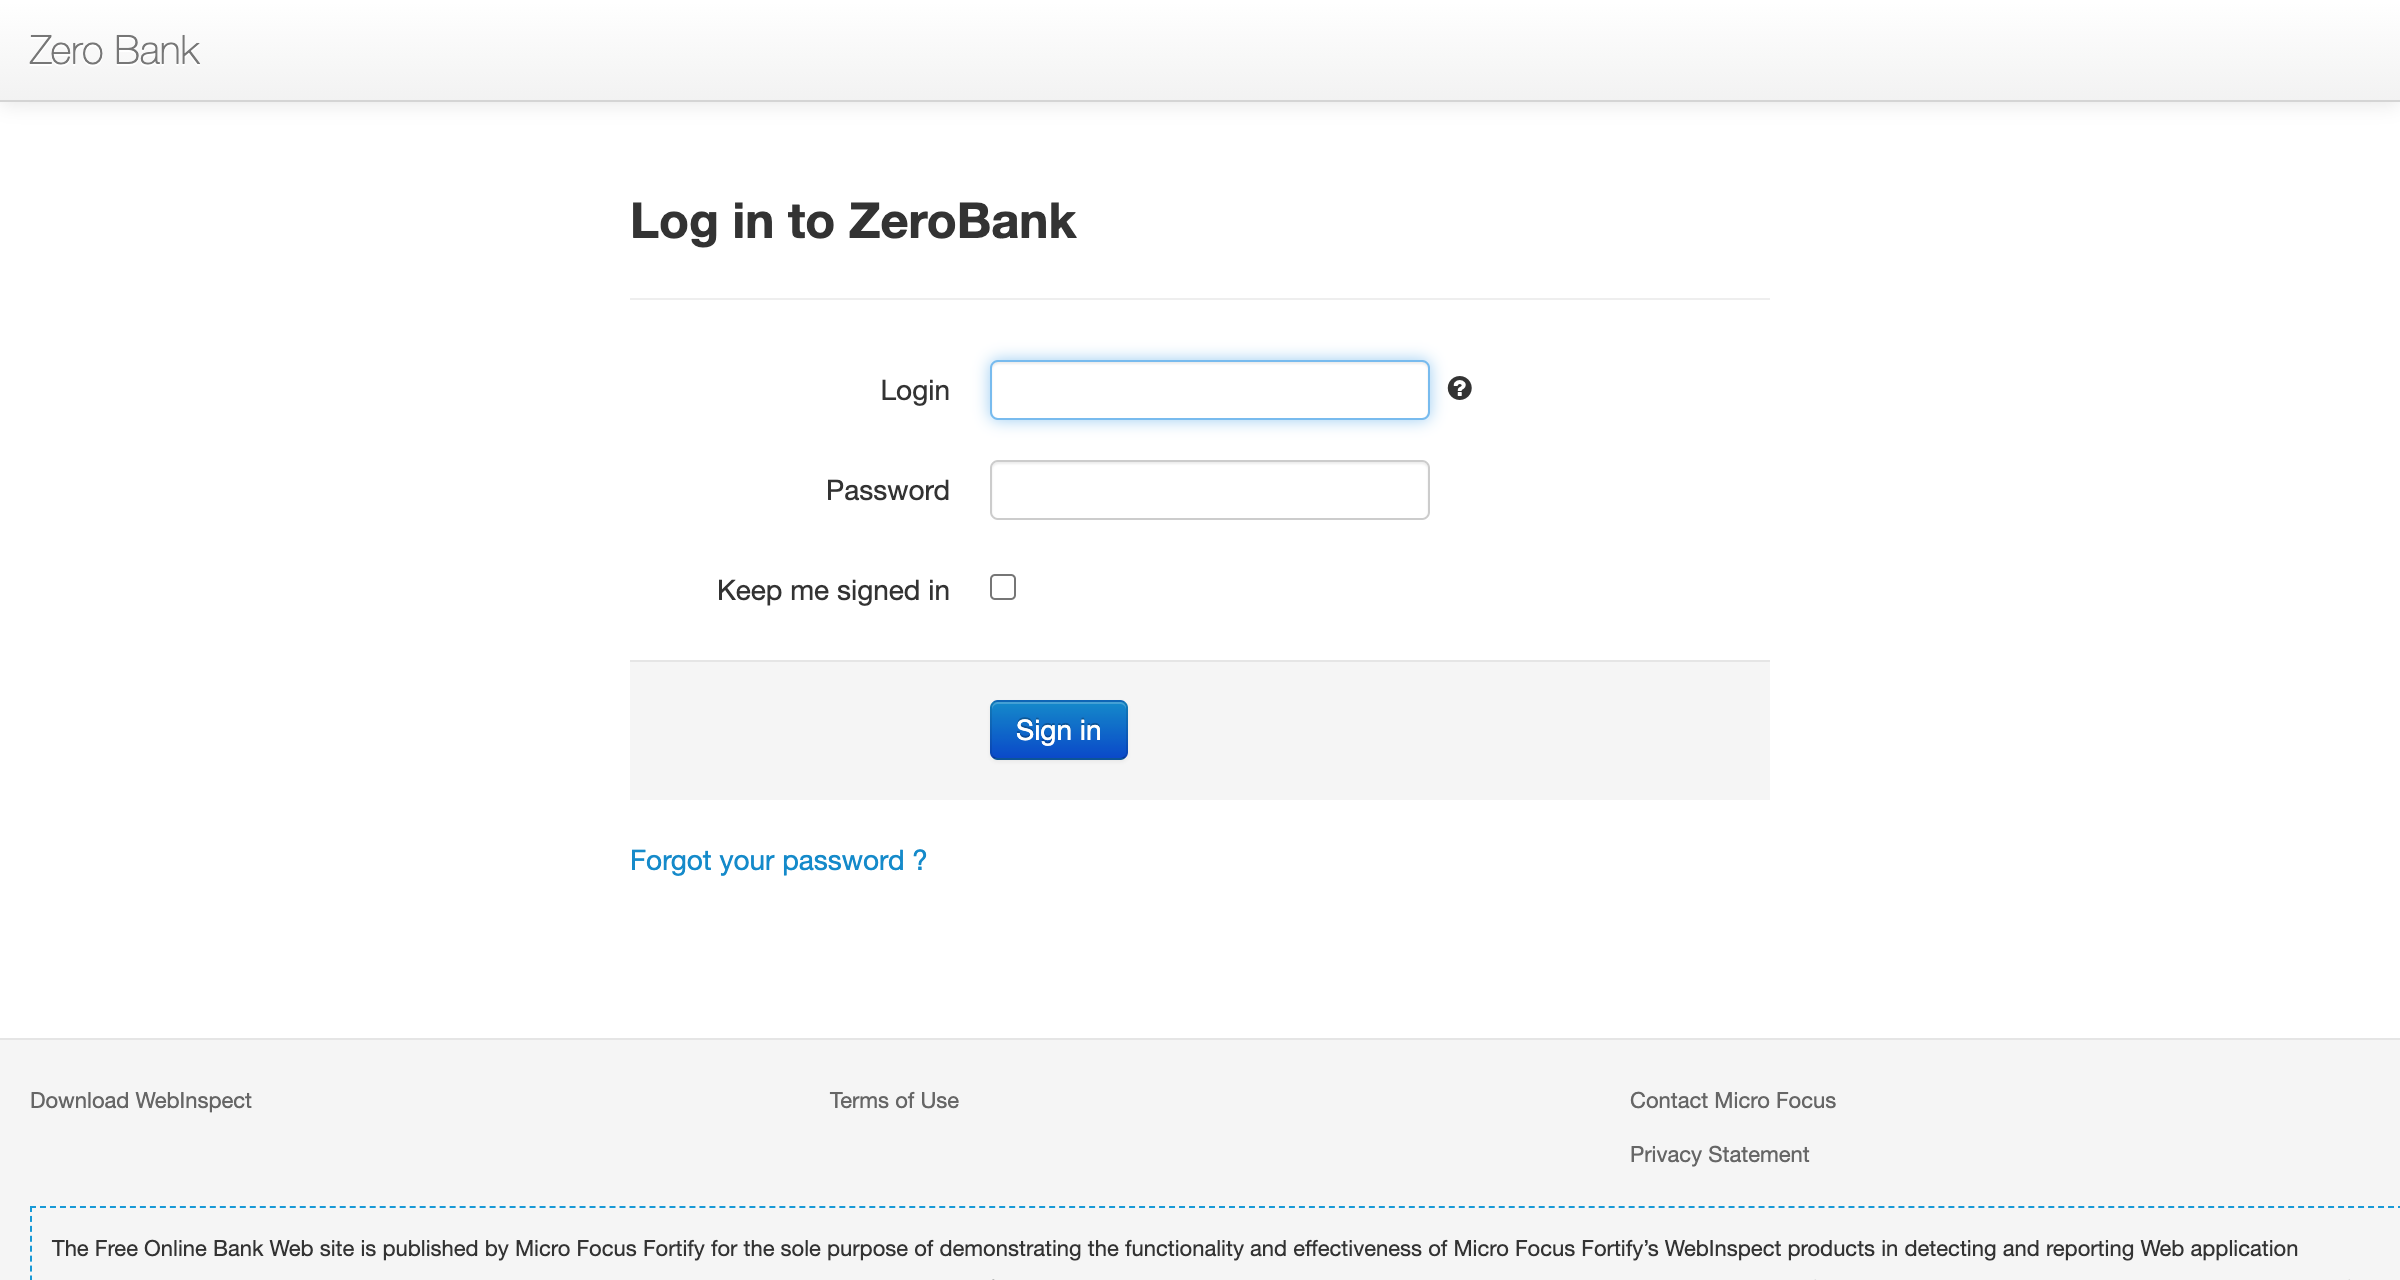 Zero Bank
Log in to ZeroBank
Login
Password
Keep me signed in
Sign in
Forgot your password ?
Download WebInspect
Terms of Use
Contact Micro Focus
Privacy Statement
The Free Online Bank Web site is published by Micro Focus Fortify for the sole purpose of demonstrating the functionality and effectiveness of Micro Focus Fortify’s WebInspect products in detecting and reporting Web application